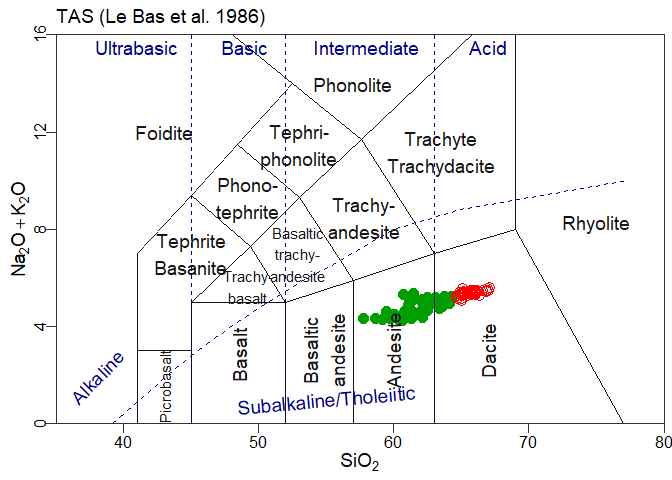 TAS (Le Bas et al. 1986)
Ultrabasic
Basic
Intermediate
Acid
Phonolite
Foidite
Tephri-
phonolite
Trachyte
Trachydacite
Phono-
tephrite
Trachy-
andesite
Rhyolite
Tephrite
Basanite
Basaltic
trachy-
andesite
Trachy-
basalt
Basalt
Basaltic
andesite
Andesite
Dacite
Picrobasalt
Alkaline
Subalkaline/Tholeiitic
Na2O + K2O
0
4
8
12
16
40
50
60
70
80
SiO2